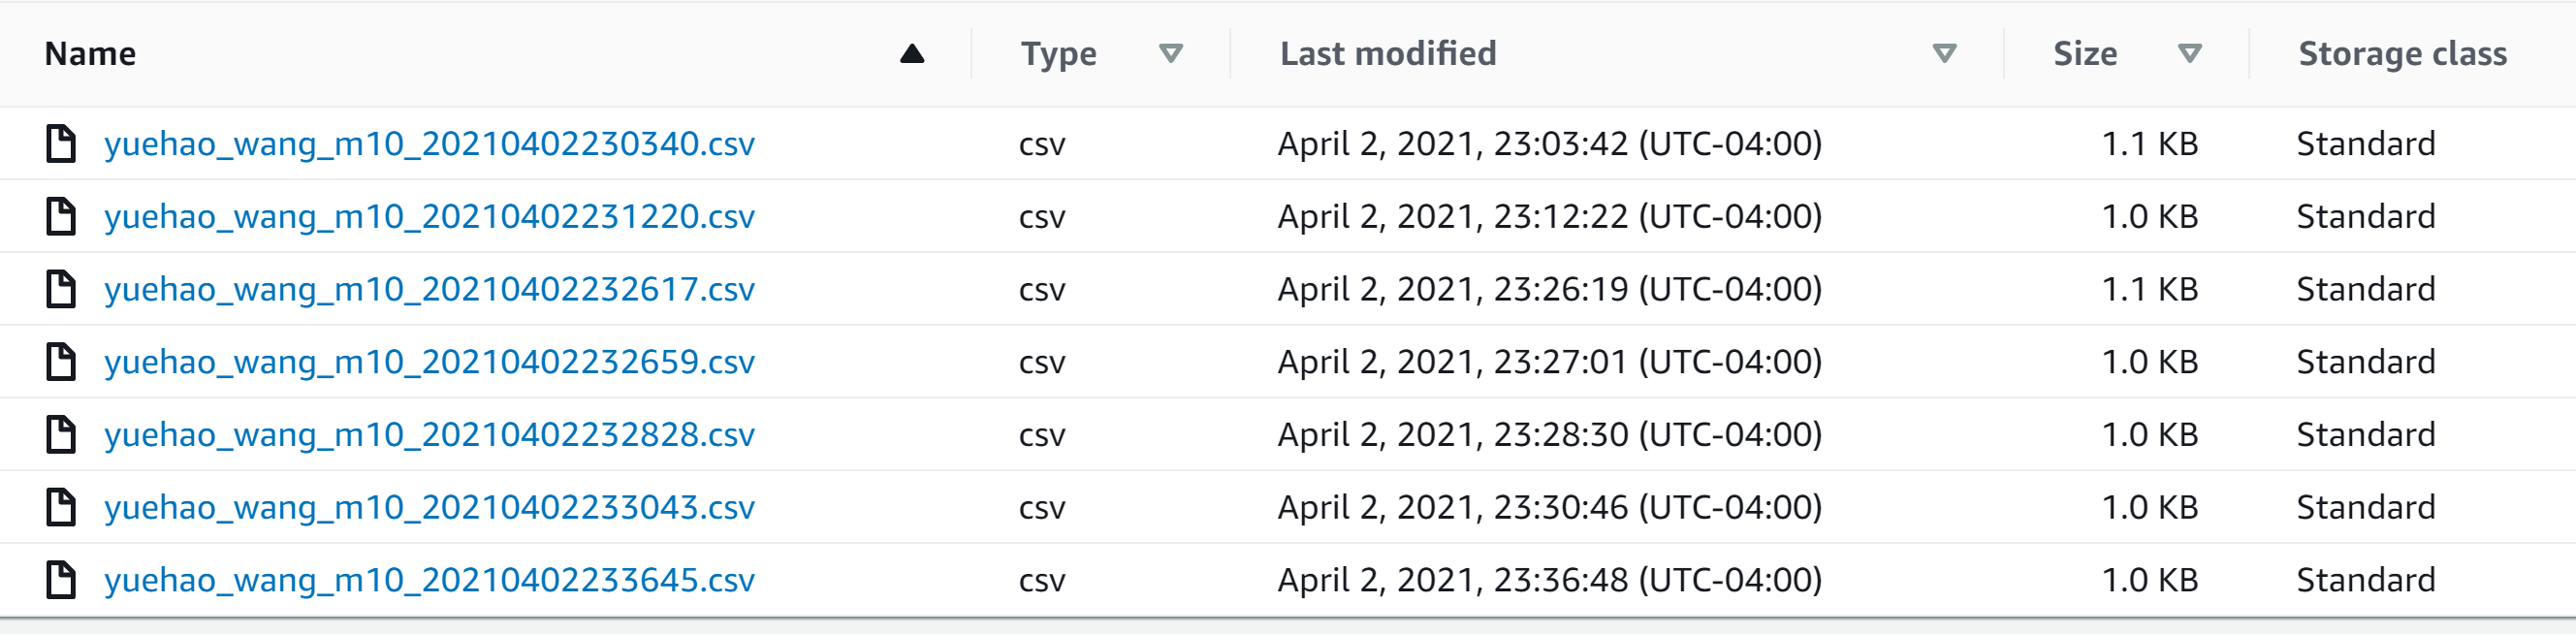 Name Type Last modified Size Storage class
yuehao_wang_m10_20210402230340.csv csv April 2, 2021, 23:03:42 (UTC-04:00) 1.1 KB Standard
yuehao_wang_m10_20210402231220.csv csv April 2, 2021, 23:12:22 (UTC-04:00) 1.0 KB Standard
yuehao_wang_m10_20210402232617.csv csv April 2, 2021, 23:26:19 (UTC-04:00) 1.1 KB Standard
yuehao_wang_m10_20210402232659.csv csv April 2, 2021, 23:27:01 (UTC-04:00) 1.0 KB Standard
yuehao_wang_m10_20210402232828.csv csv April 2, 2021, 23:28:30 (UTC-04:00) 1.0 KB Standard
yuehao_wang_m10_20210402233043.csv csv April 2, 2021, 23:30:46 (UTC-04:00) 1.0 KB Standard
yuehao_wang_m10_20210402233645.csv csv April 2, 2021, 23:36:48 (UTC-04:00) 1.0 KB Standard